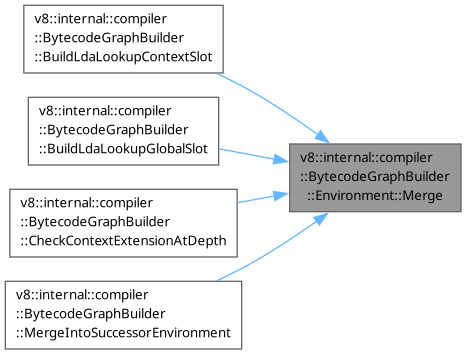 v8::internal::compiler
::BytecodeGraphBuilder
::BuildLdaLookupContextSlot
v8::internal::compiler
::BytecodeGraphBuilder
::BuildLdaLookupGlobalSlot
v8::internal::compiler
::BytecodeGraphBuilder
::CheckContextExtensionAtDepth
v8::internal::compiler
::BytecodeGraphBuilder
::MergeIntoSuccessorEnvironment
v8::internal::compiler
::BytecodeGraphBuilder
::Environment::Merge